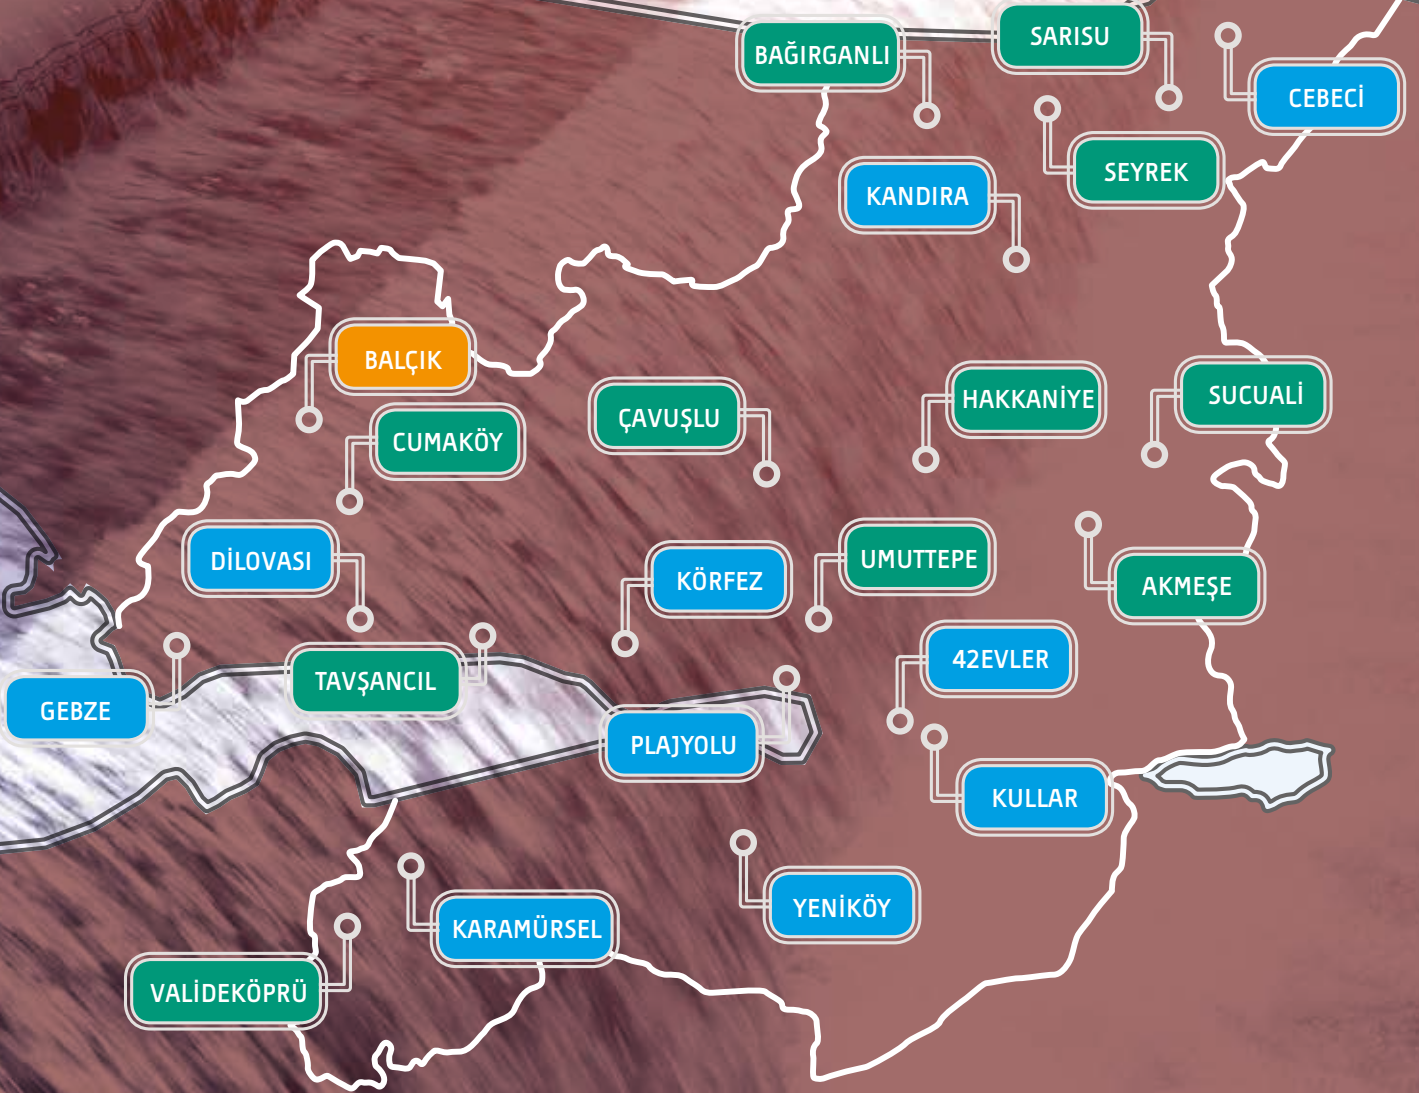 SARISU
BAĞIRGANLI
CEBECİ
SEYREK
KANDIRA
BALÇIK
SUCUALİ
HAKKANİYE
ÇAVUŞLU
CUMAKÖY
UMUTTEPE
DİLOVASI
KÖRFEZ
AKMEŞE
42EVLER
TAVŞANCIL
GEBZE
PLAJYOLU
KULLAR
YENİKÖY
KARAMÜRSEL
VALİDEKÖPRÜ